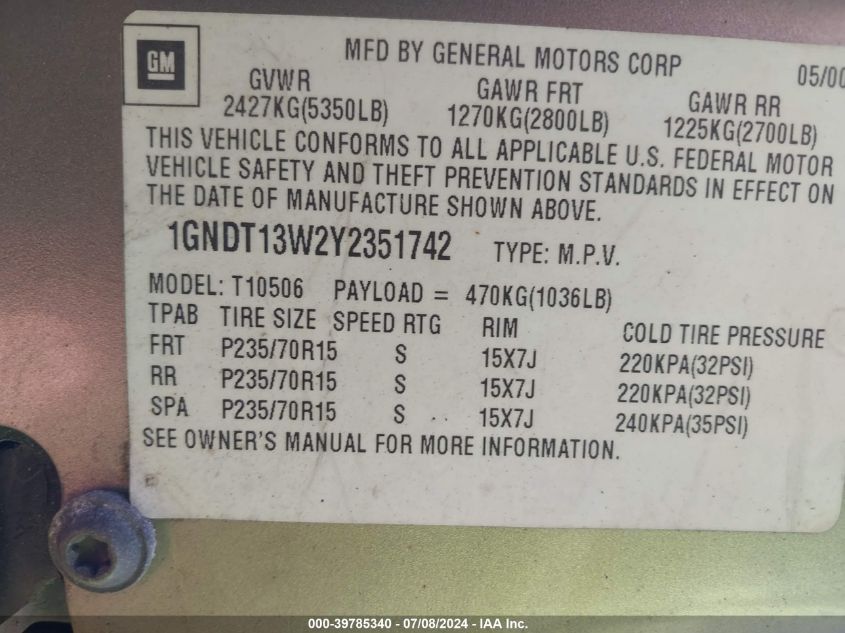 GM
MFD BY GENERAL MOTORS CORP 05/00
GVWR GAWR FRT GAWR RR
2427KG(5350LB) 1270KG(2800LB) 1225KG(2700LB)
THIS VEHICLE CONFORMS TO ALL APPLICABLE U.S. FEDERAL MOTOR
VEHICLE SAFETY AND THEFT PREVENTION STANDARDS IN EFFECT ON
THE DATE OF MANUFACTURE SHOWN ABOVE.
1GNDT13W2Y2351742 TYPE: M.P.V.
MODEL: T10506 PAYLOAD = 470KG(1036LB)
TPAB TIRE SIZE SPEED RTG RIM COLD TIRE PRESSURE
FRT P235/70R15 S 15X7J 220KPA(32PSI)
RR P235/70R15 S 15X7J 220KPA(32PSI)
SPA P235/70R15 S 15X7J 240KPA(35PSI)
SEE OWNER'S MANUAL FOR MORE INFORMATION.
000-39785340 - 07/08/2024 - IAA Inc.